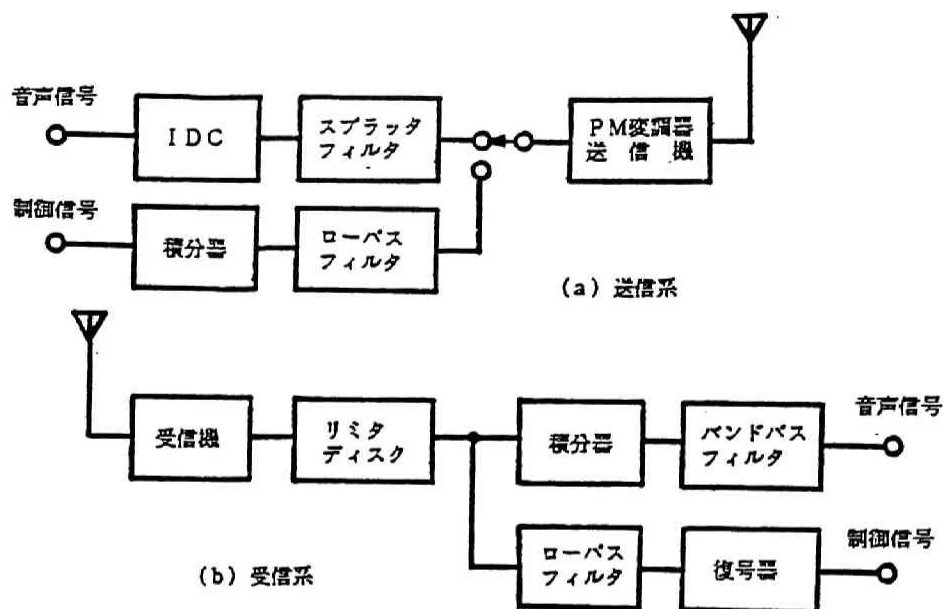 音声信号
IDC
スプラッタ
フィルタ
PM変調器
送信機
制御信号
積分器
ローパス
フィルタ
(a) 送信系
受信機
リミタ
ディスク
積分器
バンドパス
フィルタ
音声信号
ローパス
フィルタ
復号器
制御信号
(b) 受信系